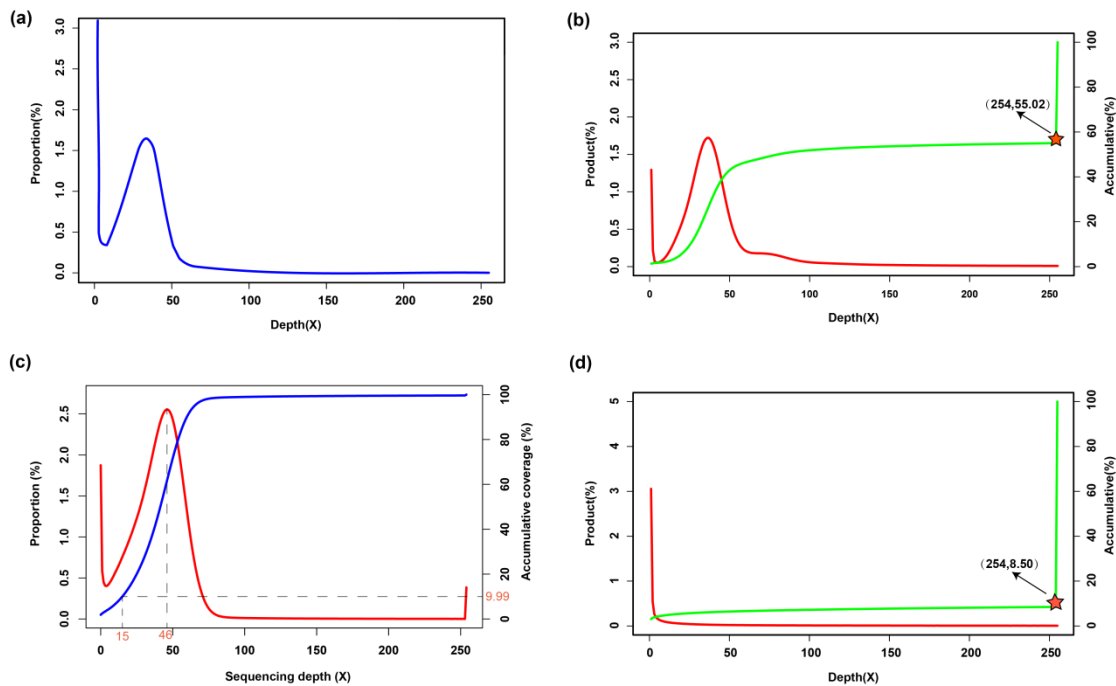 (a)
Proportion(%)
3.0
2.5
2.0
1.5
1.0
0.5
0.0
0 50 100 150 200 250
Depth(X)
(b)
Product(%)
3.0
2.5
2.0
1.5
1.0
0.5
0.0
100
80
60
40
20
0
Accumulative(%)
(254,55.02)
0 50 100 150 200 250
Depth(X)
(c)
Proportion (%)
2.5
2.0
1.5
1.0
0.5
0.0
100
80
60
40
20
0
Accumulative coverage (%)
9.99
15 46
0 50 100 150 200 250
Sequencing depth (X)
(d)
Product(%)
5
4
3
2
1
0
100
80
60
40
20
0
Accumulative(%)
(254,8.50)
0 50 100 150 200 250
Depth(X)